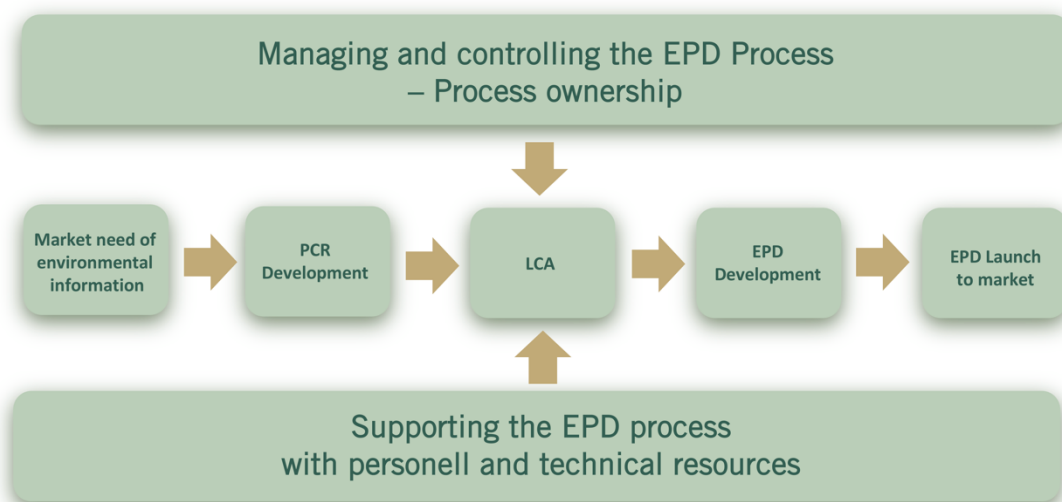 Managing and controlling the EPD Process
– Process ownership
Market need of
environmental
information
PCR
Development
LCA
EPD
Development
EPD Launch
to market
Supporting the EPD process
with personell and technical resources